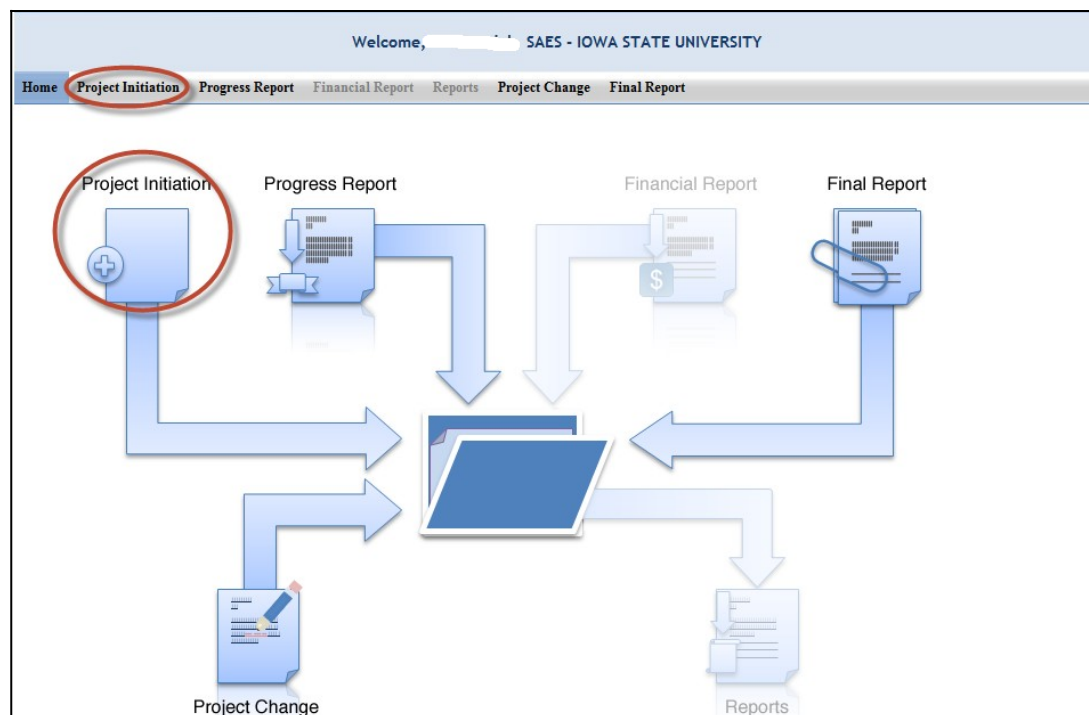 Welcome, SAES - IOWA STATE UNIVERSITY
Home Project Initiation Progress Report Financial Report Reports Project Change Final Report
Project Initiation Progress Report Financial Report Final Report
$
Project Change Reports